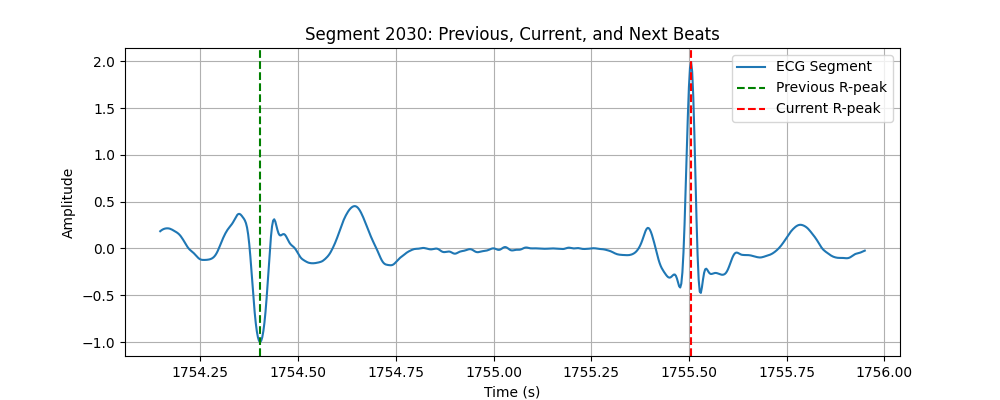 Segment 2030: Previous, Current, and Next Beats
ECG Segment
Previous R-peak
Current R-peak
2.0
1.5
1.0
0.5
0.0
−0.5
−1.0
Amplitude
1754.25 1754.50 1754.75 1755.00 1755.25 1755.50 1755.75 1756.00
Time (s)